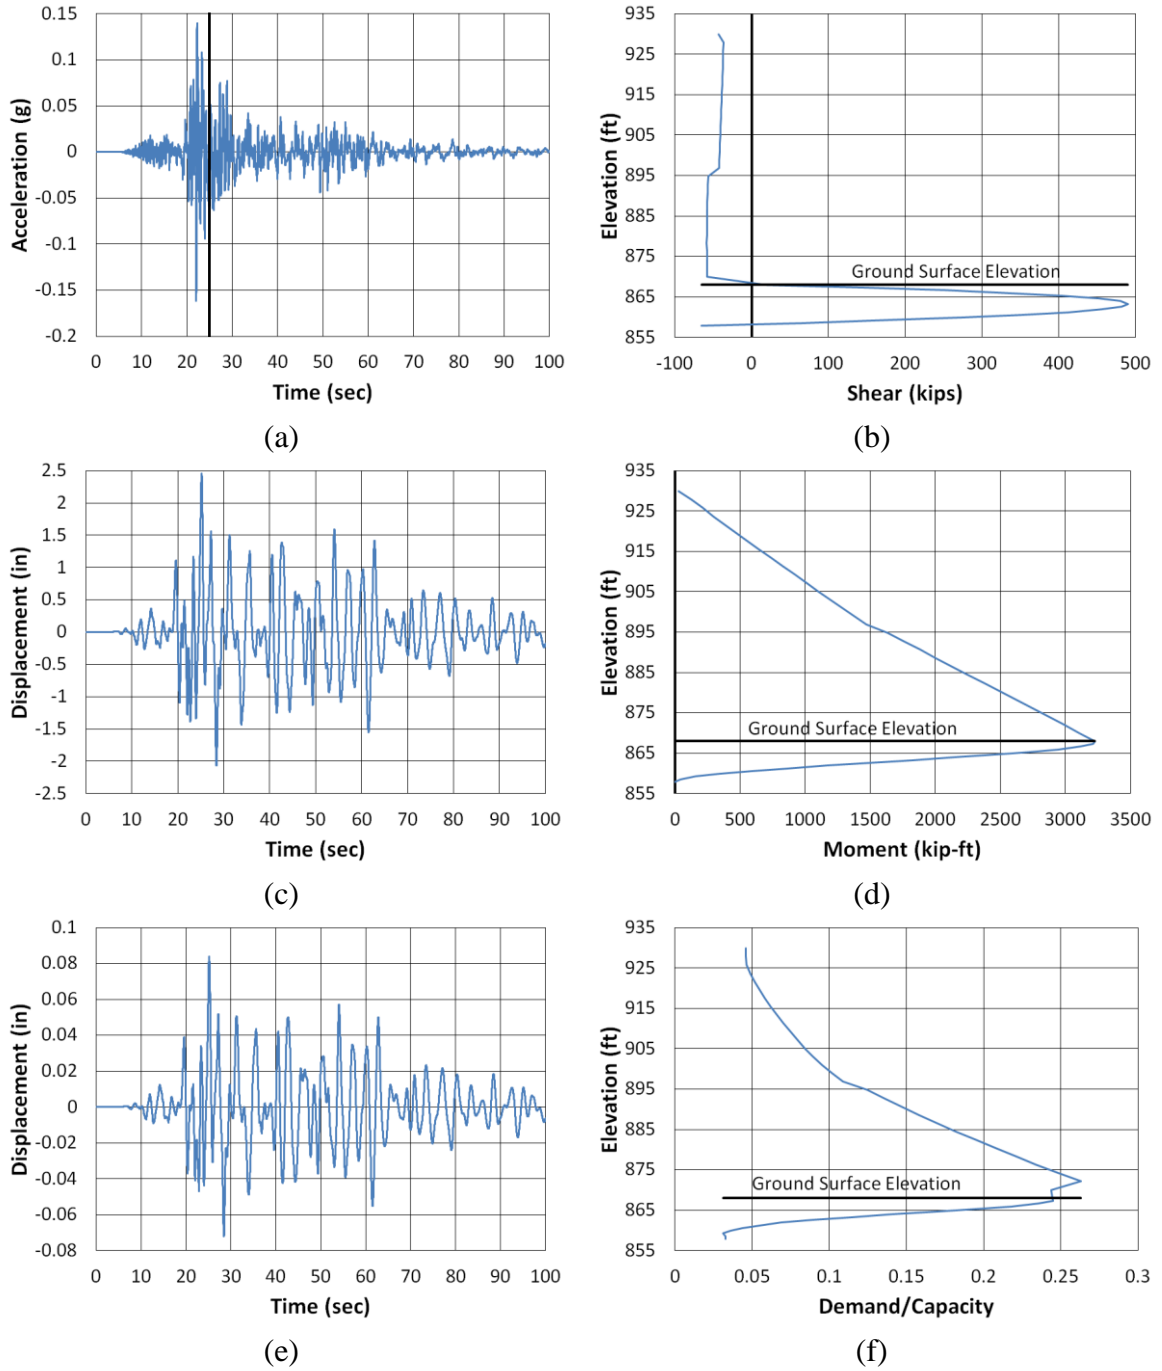 0.15
0.1
0.05
0
-0.05
-0.1
-0.15
-0.2
Acceleration (g)
0 10 20 30 40 50 60 70 80 90 100
Time (sec)
(a)
935
925
915
905
895
885
875
865
855
Elevation (ft)
Ground Surface Elevation
-100 0 100 200 300 400 500
Shear (kips)
(b)
2.5
2
1.5
1
0.5
0
-0.5
-1
-1.5
-2
-2.5
Displacement (in)
0 10 20 30 40 50 60 70 80 90 100
Time (sec)
(c)
935
925
915
905
895
885
875
865
855
Elevation (ft)
Ground Surface Elevation
0 500 1000 1500 2000 2500 3000 3500
Moment (kip-ft)
(d)
0.1
0.08
0.06
0.04
0.02
0
-0.02
-0.04
-0.06
-0.08
Displacement (in)
0 10 20 30 40 50 60 70 80 90 100
Time (sec)
(e)
935
925
915
905
895
885
875
865
855
Elevation (ft)
Ground Surface Elevation
0 0.05 0.1 0.15 0.2 0.25 0.3
Demand/Capacity
(f)